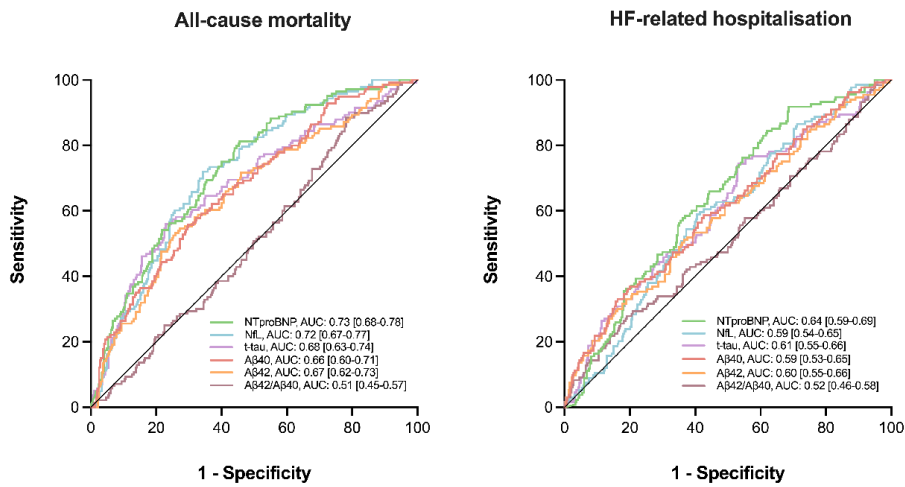 All-cause mortality
HF-related hospitalisation
Sensitivity
100
80
60
40
20
0
NTproBNP, AUC: 0.73 [0.68-0.78]
NfL, AUC: 0.72 [0.67-0.77]
t-tau, AUC: 0.68 [0.63-0.74]
Aβ40, AUC: 0.66 [0.60-0.71]
Aβ42, AUC: 0.67 [0.62-0.73]
Aβ42/Aβ40, AUC: 0.51 [0.45-0.57]
0 20 40 60 80 100
1 - Specificity
Sensitivity
100
80
60
40
20
0
NTproBNP, AUC: 0.64 [0.59-0.69]
NfL, AUC: 0.59 [0.54-0.65]
t-tau, AUC: 0.61 [0.55-0.66]
Aβ40, AUC: 0.59 [0.53-0.65]
Aβ42, AUC: 0.60 [0.55-0.66]
Aβ42/Aβ40, AUC: 0.52 [0.46-0.58]
0 20 40 60 80 100
1 - Specificity